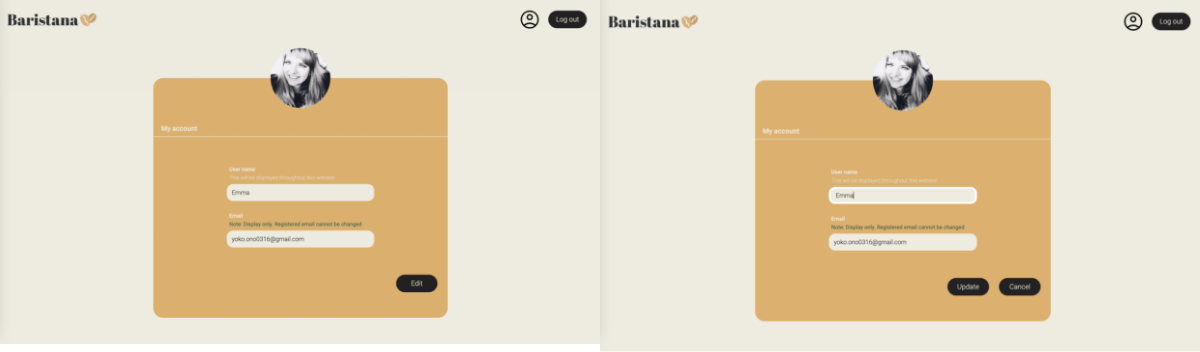 Baristana
Log out
My account
User name
This will be displayed throughout this website
Emma
Email
Note: Display only. Registered email cannot be changed
yoko.ono0316@gmail.com
Edit
Baristana
Log out
My account
User name
This will be displayed throughout this website
Emma
Email
Note: Display only. Registered email cannot be changed
yoko.ono0316@gmail.com
Update
Cancel